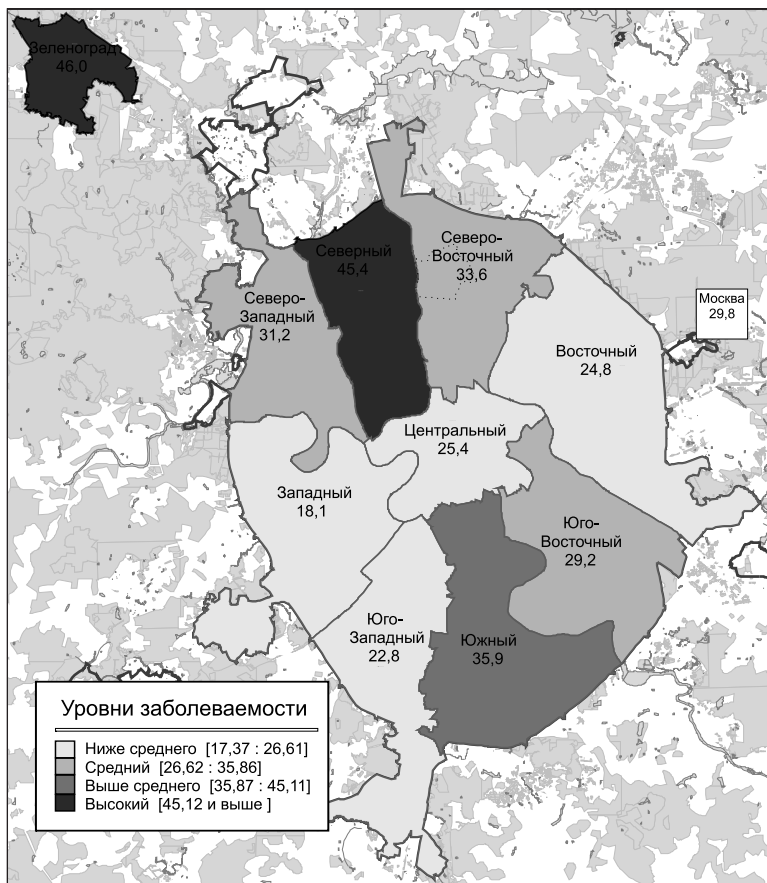 Зеленоград
46,0
Северный
45,4
Северо-
Восточный
33,6
Северо-
Западный
31,2
Москва
29,8
Восточный
24,8
Центральный
25,4
Западный
18,1
Юго-
Восточный
29,2
Юго-
Западный
22,8
Южный
35,9
Уровни заболеваемости
Ниже среднего [17,37 : 26,61]
Средний [26,62 : 35,86]
Выше среднего [35,87 : 45,11]
Высокий [45,12 и выше ]